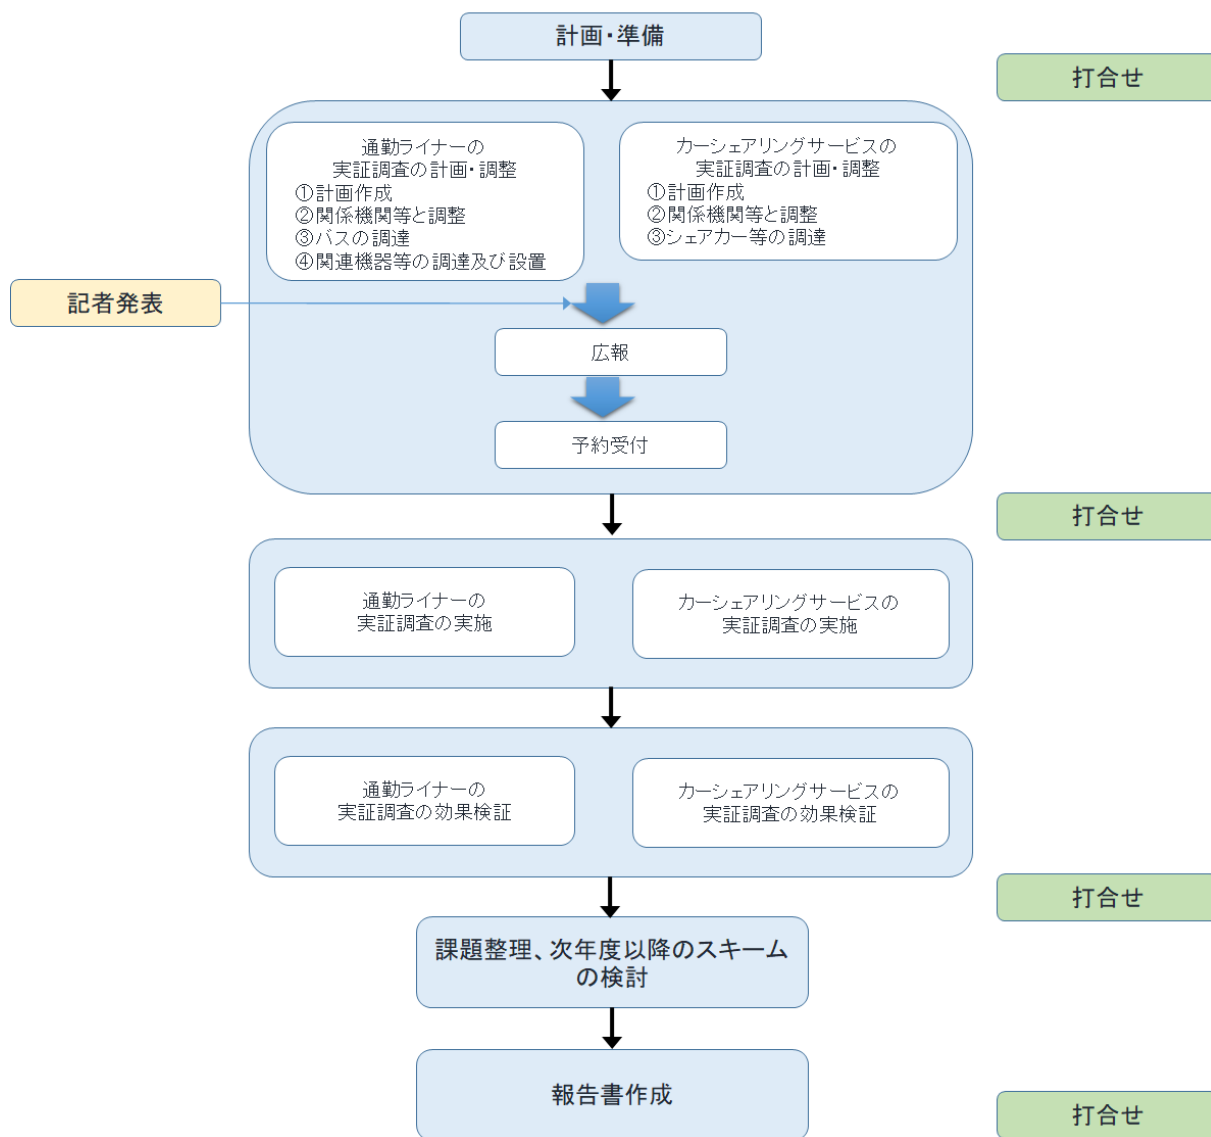 計画・準備
打合せ
通勤ライナーの
実証調査の計画・調整
①計画作成
②関係機関等と調整
③バスの調達
④関連機器等の調達及び設置
カーシェアリングサービスの
実証調査の計画・調整
①計画作成
②関係機関等と調整
③シェアカー等の調達
記者発表
広報
予約受付
打合せ
通勤ライナーの
実証調査の実施
カーシェアリングサービスの
実証調査の実施
通勤ライナーの
実証調査の効果検証
カーシェアリングサービスの
実証調査の効果検証
打合せ
課題整理、次年度以降のスキーム
の検討
報告書作成
打合せ